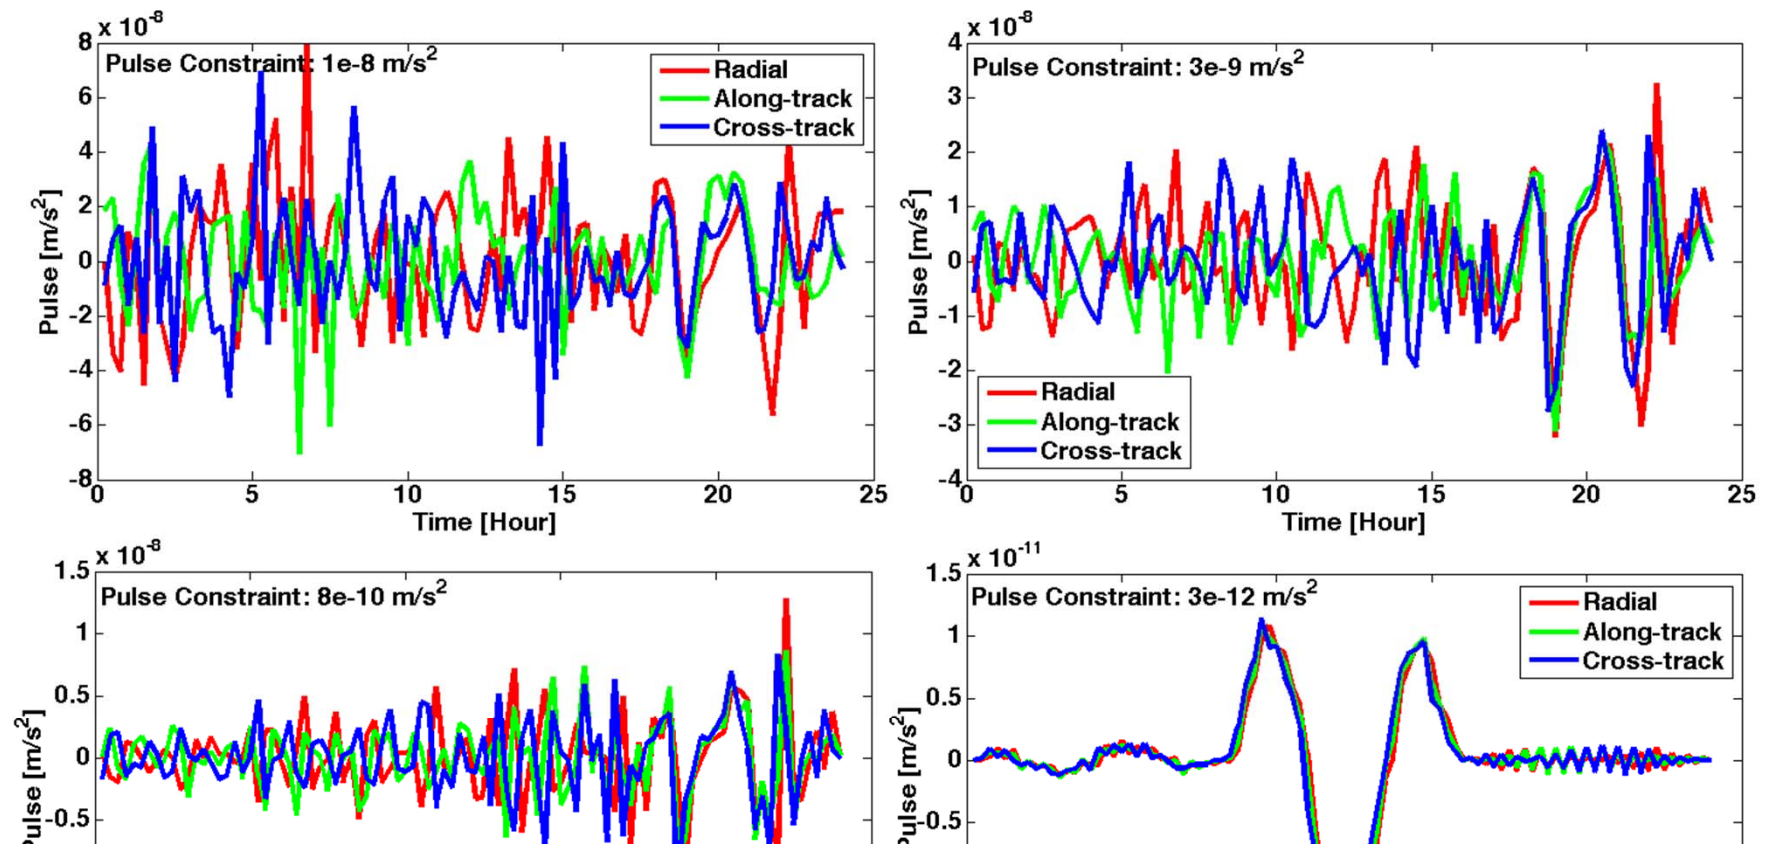 x 10-8
Pulse Constraint: 1e-8 m/s2
Radial
Along-track
Cross-track
8
6
4
2
0
-2
-4
-6
-8
Pulse [m/s2]
0 5 10 15 20 25
Time [Hour]
x 10-8
Pulse Constraint: 3e-9 m/s2
4
3
2
1
0
-1
-2
-3
-4
Pulse [m/s2]
Radial
Along-track
Cross-track
0 5 10 15 20 25
Time [Hour]
x 10-8
Pulse Constraint: 8e-10 m/s2
1.5
1
0.5
0
-0.5
Pulse [m/s2]
x 10-11
Pulse Constraint: 3e-12 m/s2
Radial
Along-track
Cross-track
1.5
1
0.5
0
-0.5
Pulse [m/s2]